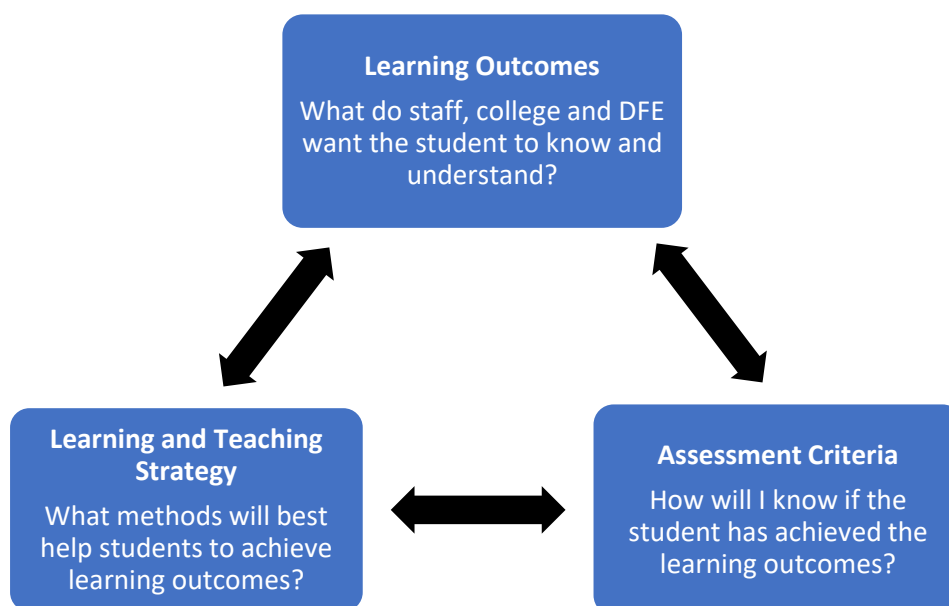 Learning Outcomes
What do staff, college and DFE
want the student to know and
understand?
Learning and Teaching
Strategy
What methods will best
help students to achieve
learning outcomes?
Assessment Criteria
How will I know if the
student has achieved the
learning outcomes?